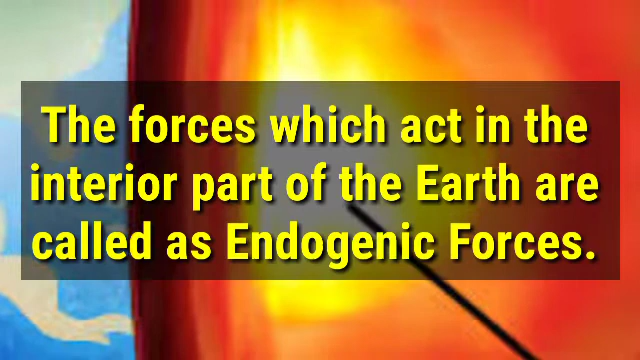 The forces which act in the
interior part of the Earth are
called as Endogenic Forces.